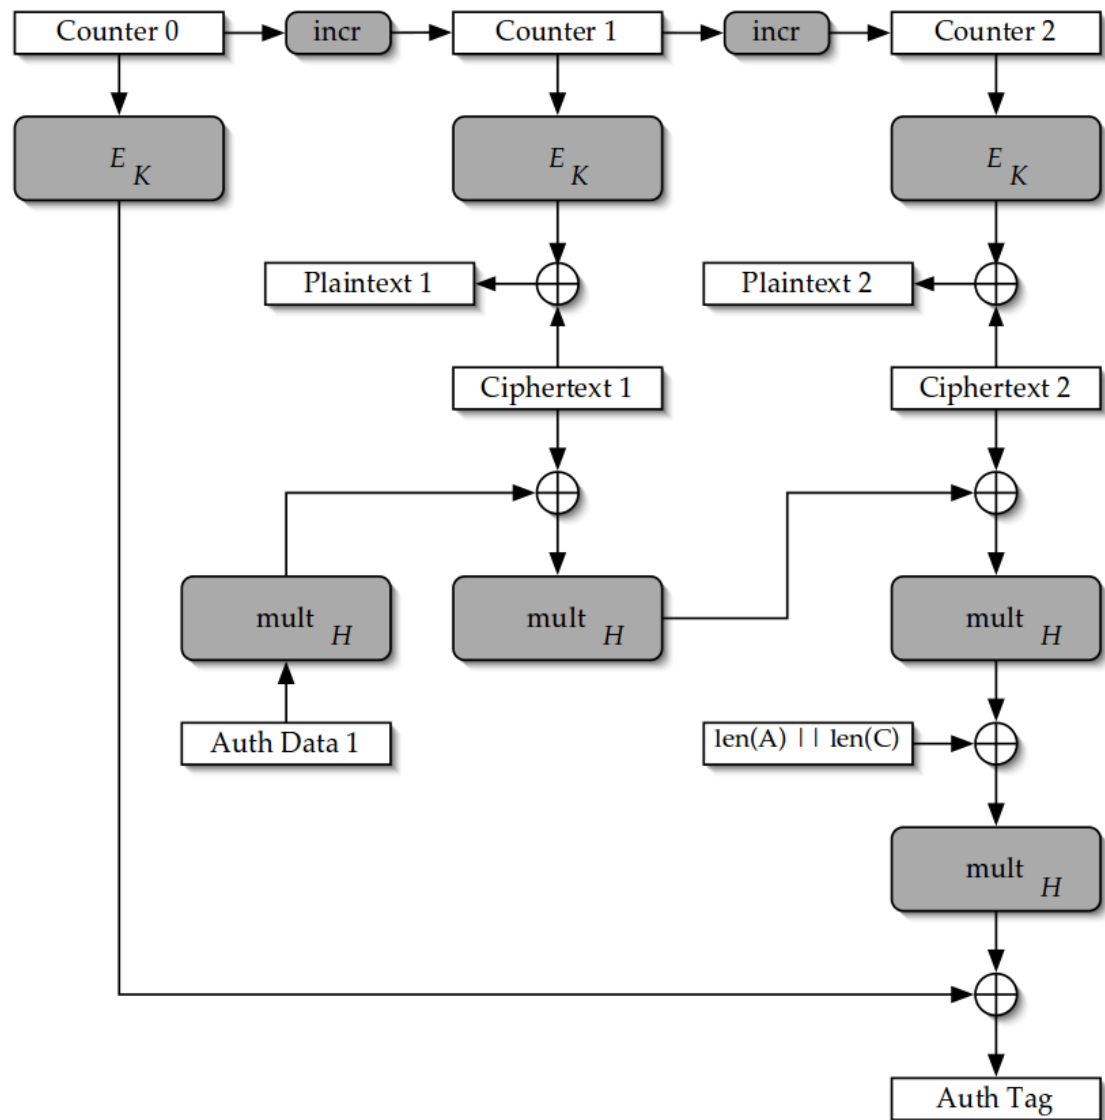 Counter 0
incr
Counter 1
incr
Counter 2
E K
E K
E K
Plaintext 1
Plaintext 2
Ciphertext 1
Ciphertext 2
mult H
mult H
mult H
Auth Data 1
len(A) || len(C)
mult H
Auth Tag